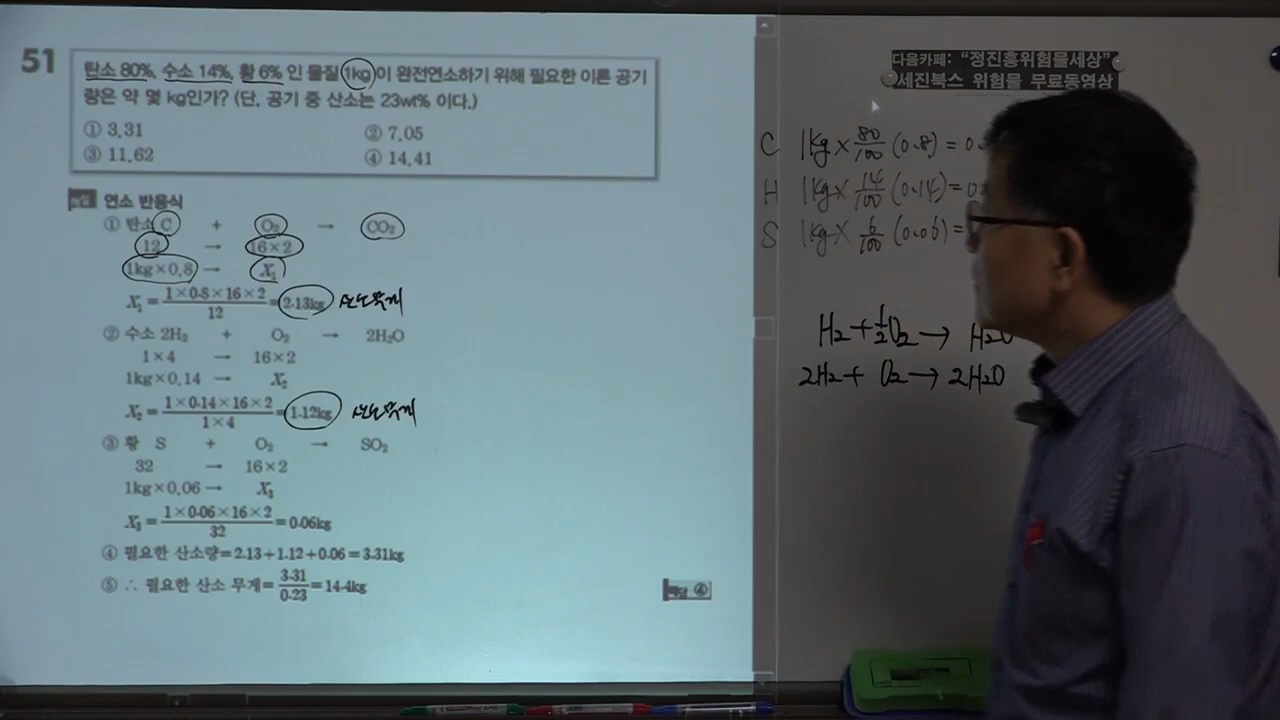 51
탄소 80%, 수소 14%, 황 6% 인 물질 1kg이 완전연소하기 위해 필요한 이론 공기
량은 약 몇 kg인가? (단, 공기 중 산소는 23wt% 이다.)
① 3.31 ② 7.05
③ 11.62 ④ 14.41
연소 반응식
① 탄소 C + O₂ → CO₂
12 → 16×2
1kg×0.8 → X₁
X₁ = 1×0.8×16×2 / 12 = 2.13kg 산소무게
② 수소 2H₂ + O₂ → 2H₂O
1×4 → 16×2
1kg×0.14 → X₂
X₂ = 1×0.14×16×2 / 1×4 = 1.12kg 산소무게
③ 황 S + O₂ → SO₂
32 → 16×2
1kg×0.06 → X₃
X₃ = 1×0.06×16×2 / 32 = 0.06kg
④ 필요한 산소량=2.13+1.12+0.06=3.31kg
⑤ ∴ 필요한 산소 무게= 3.31 / 0.23 = 14.4kg
④
다음카페: "정진홍위험물세상"
세진북스 위험물 무료동영상
C 1kg × 80/100 (0.8) = 0.
H 1kg × 14/100 (0.14) = 0
S 1kg × 6/100 (0.06) =
H₂ + ½O₂ → H₂O
2H₂ + O₂ → 2H₂O